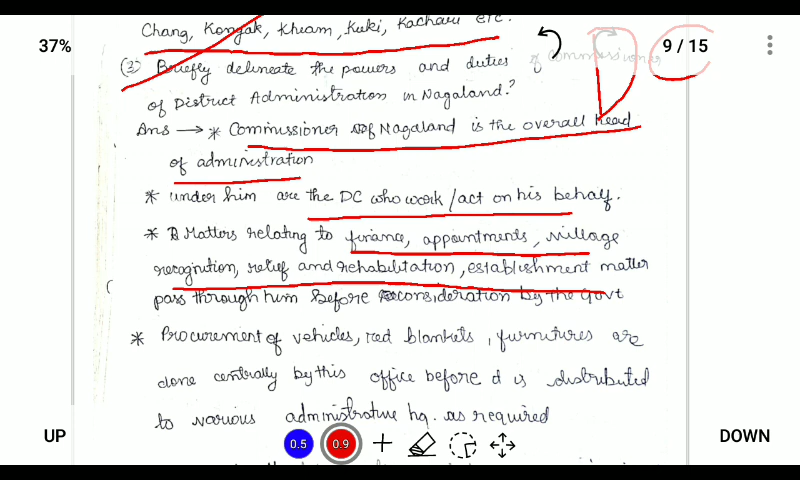 Chang, Konyak, Khiam, Kuki, Kachari etc.
37%
9 / 15
* Commissioner
(3) Briefly delineate the powers and duties of
of District Administration in Nagaland?
Ans → * Commissioner of Nagaland is the overall Head
of administration
* under him are the DC who work / act on his behalf.
* Matters relating to finance, appointments, village
recognition, relief and rehabilitation, establishment matter
pass through him before consideration by the Govt
* Procurement of vehicles, red blankets, furnitures are
done centrally by this office before it is distributed
to various administrative hq. as required
UP
0.5
0.9
DOWN